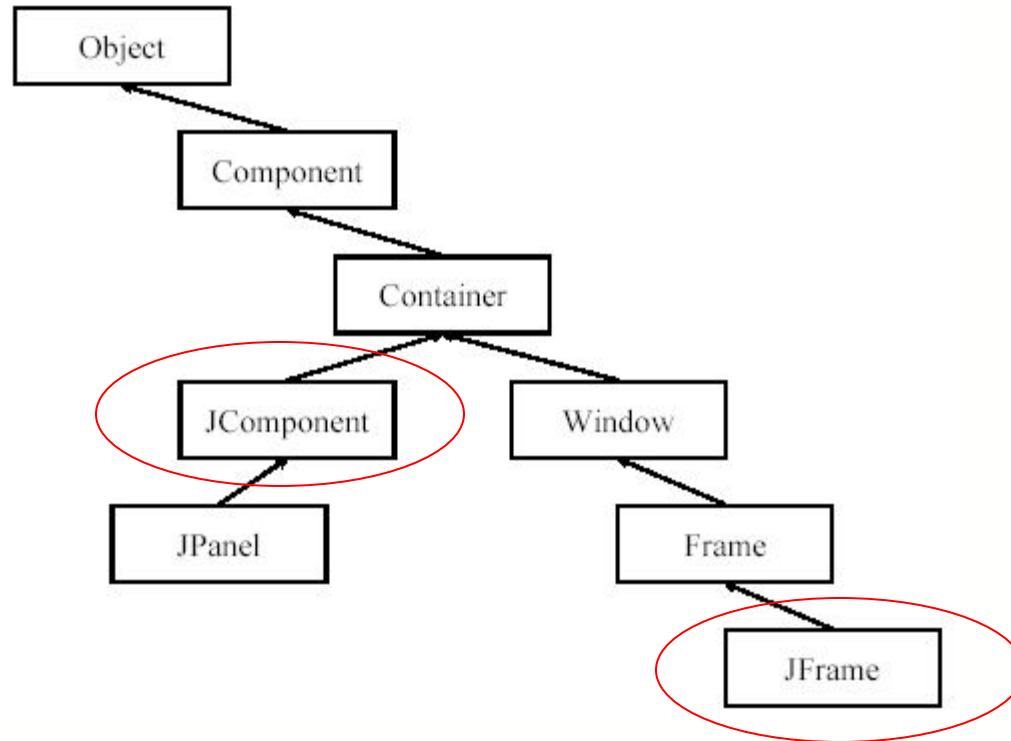 Object
Component
Container
JComponent
Window
JPanel
Frame
JFrame